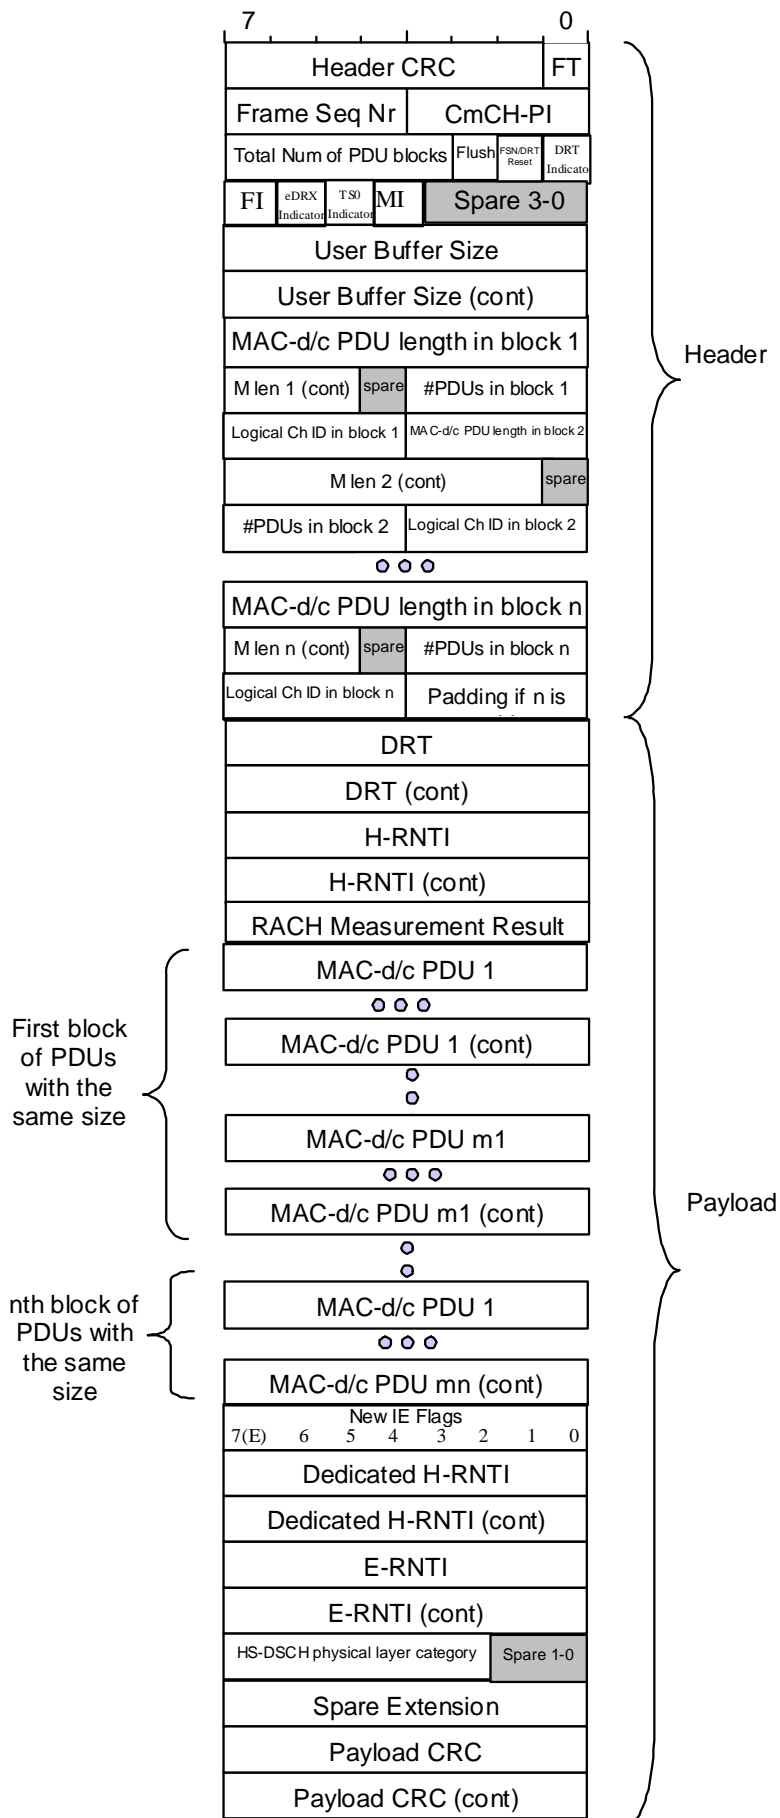 7 0
Header CRC FT
Frame Seq Nr CmCH-PI
Total Num of PDU blocks Flush FSN/DRT Reset DRT Indicato
FI eDRX Indicator TS0 Indicator MI Spare 3-0
User Buffer Size
User Buffer Size (cont)
MAC-d/c PDU length in block 1
Header
M len 1 (cont) spare #PDUs in block 1
Logical Ch ID in block 1 MAC-d/c PDU length in block 2
M len 2 (cont) spare
#PDUs in block 2 Logical Ch ID in block 2
MAC-d/c PDU length in block n
M len n (cont) spare #PDUs in block n
Logical Ch ID in block n Padding if n is
DRT
DRT (cont)
H-RNTI
H-RNTI (cont)
RACH Measurement Result
MAC-d/c PDU 1
First block
of PDUs
with the
same size
MAC-d/c PDU 1 (cont)
MAC-d/c PDU m1
MAC-d/c PDU m1 (cont)
Payload
nth block of
PDUs with
the same
size
MAC-d/c PDU 1
MAC-d/c PDU mn (cont)
New IE Flags
7(E) 6 5 4 3 2 1 0
Dedicated H-RNTI
Dedicated H-RNTI (cont)
E-RNTI
E-RNTI (cont)
HS-DSCH physical layer category Spare 1-0
Spare Extension
Payload CRC
Payload CRC (cont)